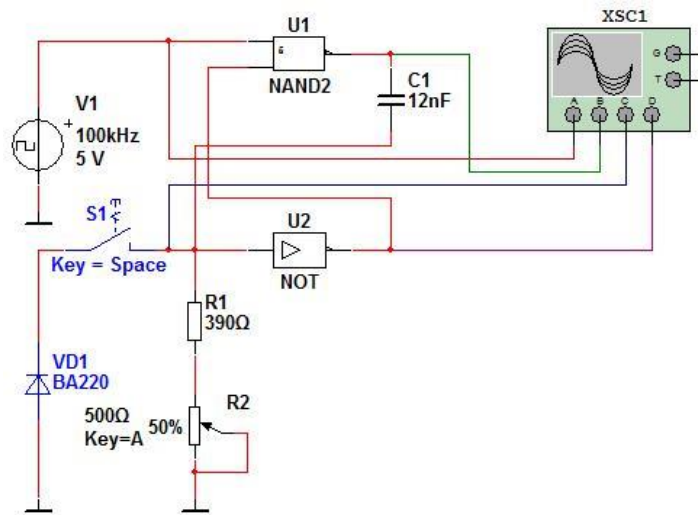 XSC1
G
T
A B C D
U1
&
NAND2
C1
12nF
V1
100kHz
5 V
S1
Key = Space
U2
NOT
R1
390Ω
VD1
BA220
R2
500Ω
50%
Key=A